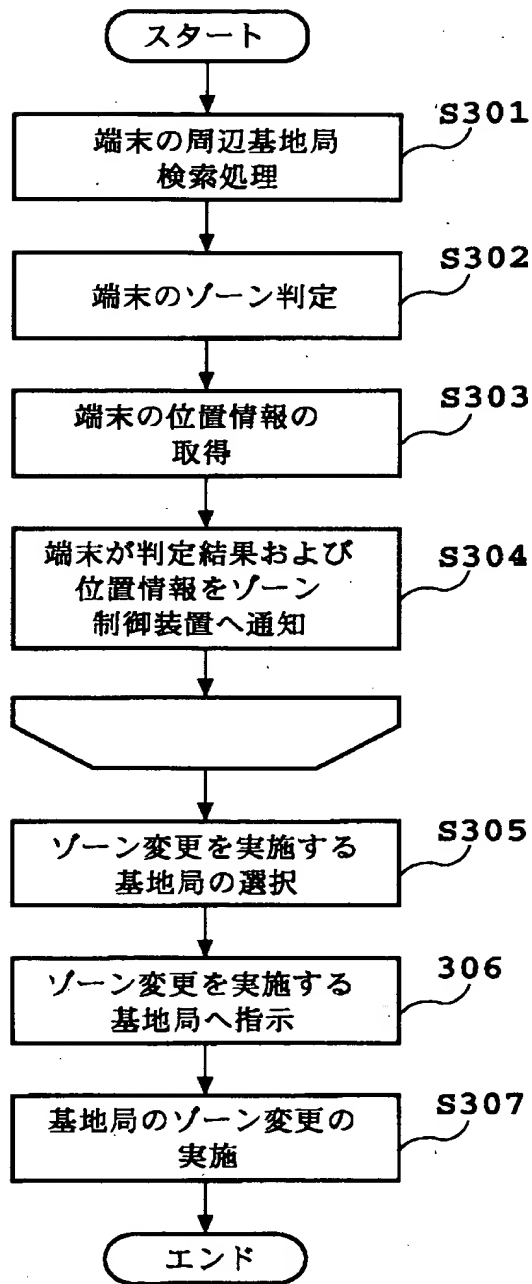 スタート
端末の周辺基地局
検索処理
S301
端末のゾーン判定
S302
端末の位置情報の
取得
S303
端末が判定結果および
位置情報をゾーン
制御装置へ通知
S304
ゾーン変更を実施する
基地局の選択
S305
ゾーン変更を実施する
基地局へ指示
306
基地局のゾーン変更の
実施
S307
エンド